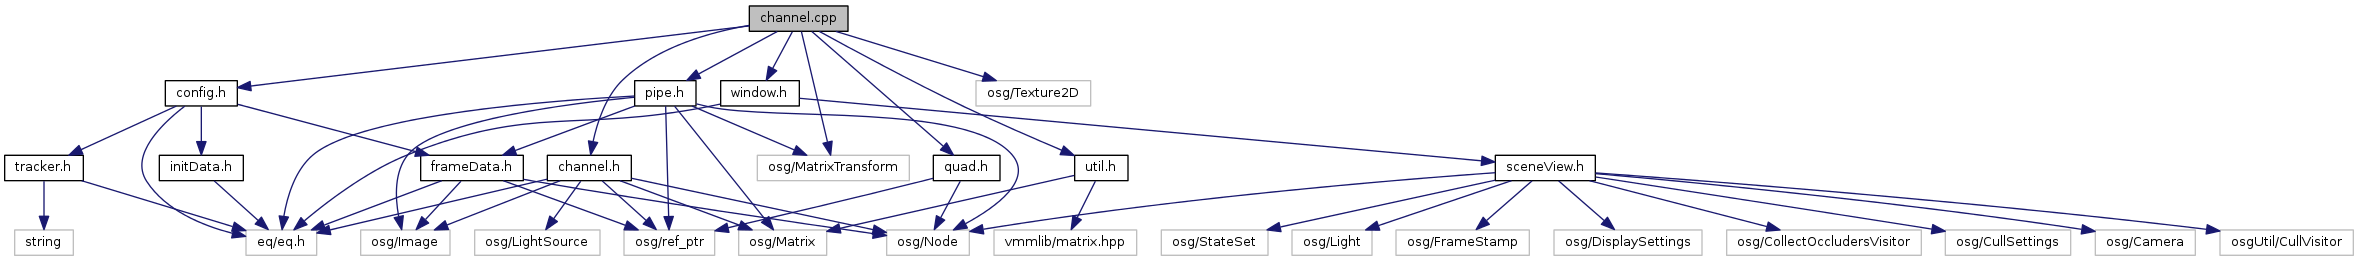 channel.cpp
config.h
pipe.h
window.h
osg/Texture2D
tracker.h
initData.h
frameData.h
channel.h
osg/MatrixTransform
quad.h
util.h
sceneView.h
string
eq/eq.h
osg/Image
osg/LightSource
osg/ref_ptr
osg/Matrix
osg/Node
vmmlib/matrix.hpp
osg/StateSet
osg/Light
osg/FrameStamp
osg/DisplaySettings
osg/CollectOccludersVisitor
osg/CullSettings
osg/Camera
osgUtil/CullVisitor